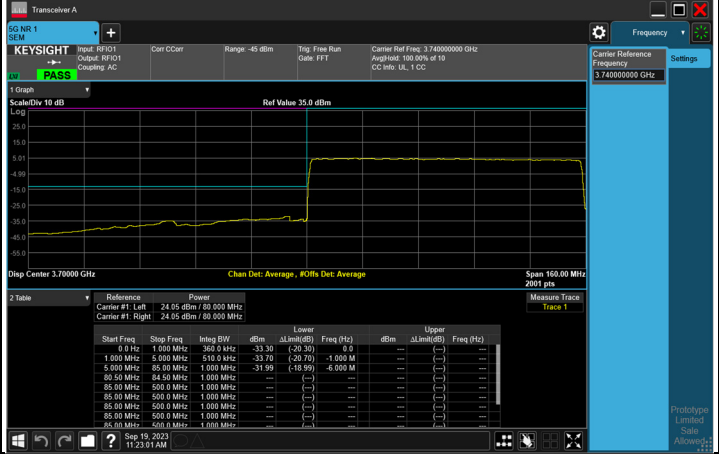 Transceiver A
5G NR 1
SEM
Frequency
KEYSIGHT
PASS
Input: RFIO1
Output: RFIO1
Coupling: AC
Corr CCorr
Range: -45 dBm
Trig: Free Run
Gate: FFT
Carrier Ref Freq: 3.740000000 GHz
Avg|Hold: 100.00% of 10
CC Info: UL, 1 CC
Carrier Reference
Frequency
3.740000000 GHz
Settings
1 Graph
Scale/Div 10 dB
Ref Value 35.0 dBm
Log
25.0
15.0
5.01
-4.99
-15.0
-25.0
-35.0
-45.0
-55.0
Disp Center 3.70000 GHz
Chan Det: Average , #Offs Det: Average
Span 160.00 MHz
2001 pts
2 Table
Reference Power
Carrier #1: Left 24.05 dBm / 80.000 MHz
Carrier #1: Right 24.05 dBm / 80.000 MHz
Measure Trace
Trace 1
Lower Upper
Start Freq Stop Freq Integ BW dBm ΔLimit(dB) Freq (Hz) dBm ΔLimit(dB) Freq (Hz)
0.0 Hz 1.000 MHz 360.0 kHz -33.30 (-20.30) 0.0 --- (---) ---
1.000 MHz 5.000 MHz 510.0 kHz -33.70 (-20.70) -1.000 M --- (---) ---
5.000 MHz 85.00 MHz 1.000 MHz -31.99 (-18.99) -6.000 M --- (---) ---
80.50 MHz 84.50 MHz 1.000 MHz --- (---) --- --- (---) ---
85.00 MHz 500.0 MHz 1.000 MHz --- (---) --- --- (---) ---
85.00 MHz 500.0 MHz 1.000 MHz --- (---) --- --- (---) ---
85.00 MHz 500.0 MHz 1.000 MHz --- (---) --- --- (---) ---
85.00 MHz 500.0 MHz 1.000 MHz --- (---) --- --- (---) ---
Sep 19, 2023
11:23:01 AM
Prototype
Limited
Sale
Allowed